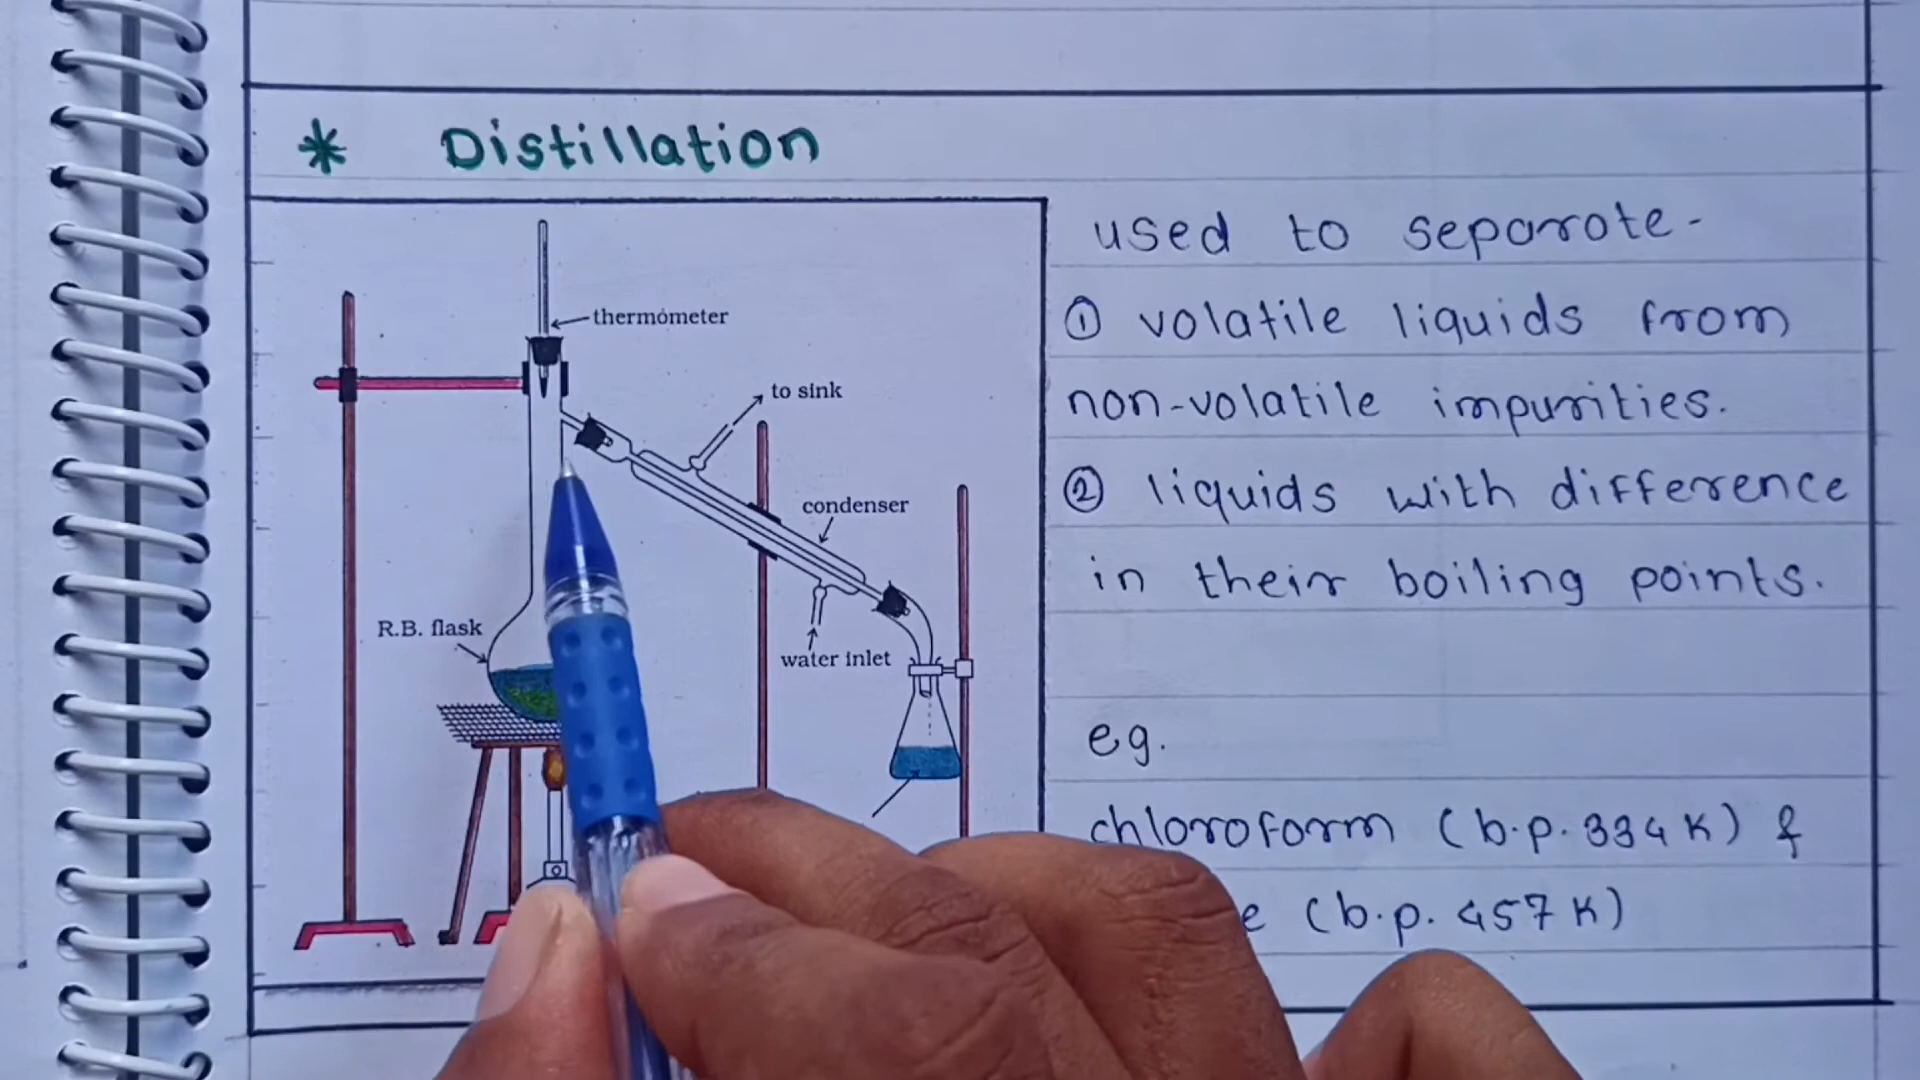 * Distillation
thermometer
to sink
condenser
R.B. flask
water inlet
used to separate-
① volatile liquids from
non-volatile impurities.
② liquids with difference
in their boiling points.
eg.
chloroform (b.p. 334 K) &
(b.p. 457 K)